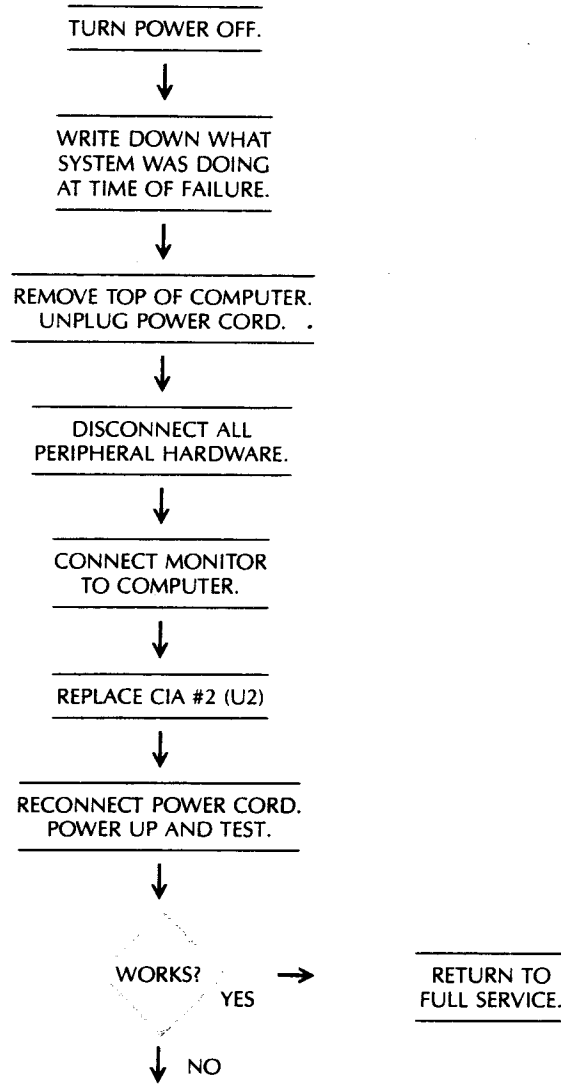 TURN POWER OFF.
WRITE DOWN WHAT
SYSTEM WAS DOING
AT TIME OF FAILURE.
REMOVE TOP OF COMPUTER.
UNPLUG POWER CORD.
DISCONNECT ALL
PERIPHERAL HARDWARE.
CONNECT MONITOR
TO COMPUTER.
REPLACE CIA #2 (U2)
RECONNECT POWER CORD.
POWER UP AND TEST.
WORKS?
YES
RETURN TO
FULL SERVICE.
NO